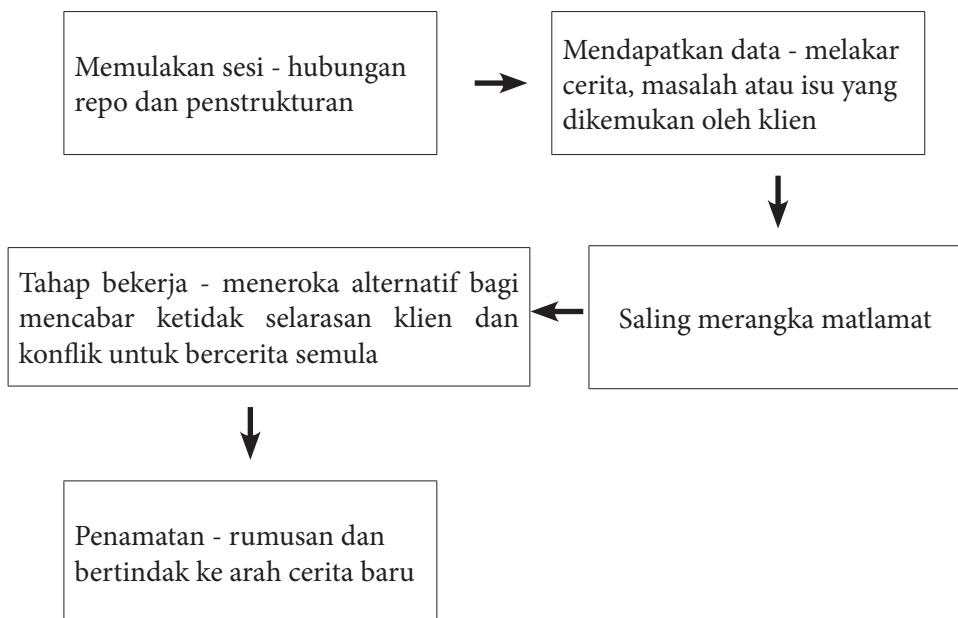 Memulakan sesi - hubungan
repo dan penstrukturan
Mendapatkan data - melakar
cerita, masalah atau isu yang
dikemukan oleh klien
Saling merangka matlamat
Tahap bekerja - meneroka alternatif bagi
mencabar ketidak selarasan klien dan
konflik untuk bercerita semula
Penamatan - rumusan dan
bertindak ke arah cerita baru